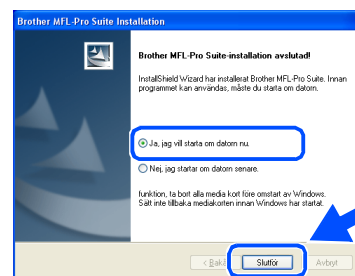 Brother MFL-Pro Suite Installation
Brother MFL-Pro Suite-installation avslutad!
InstallShield Wizard har installerat Brother MFL-Pro Suite. Innan
programmet kan användas, måste du starta om datorn.
Ja, jag vill starta om datorn nu.
Nej, jag startar om datorn senare.
funktion, ta bort alla media kort före omstart av Windows.
Sätt inte tillbaka mediakorten innan Windows har startat.
Slutför
Avbryt